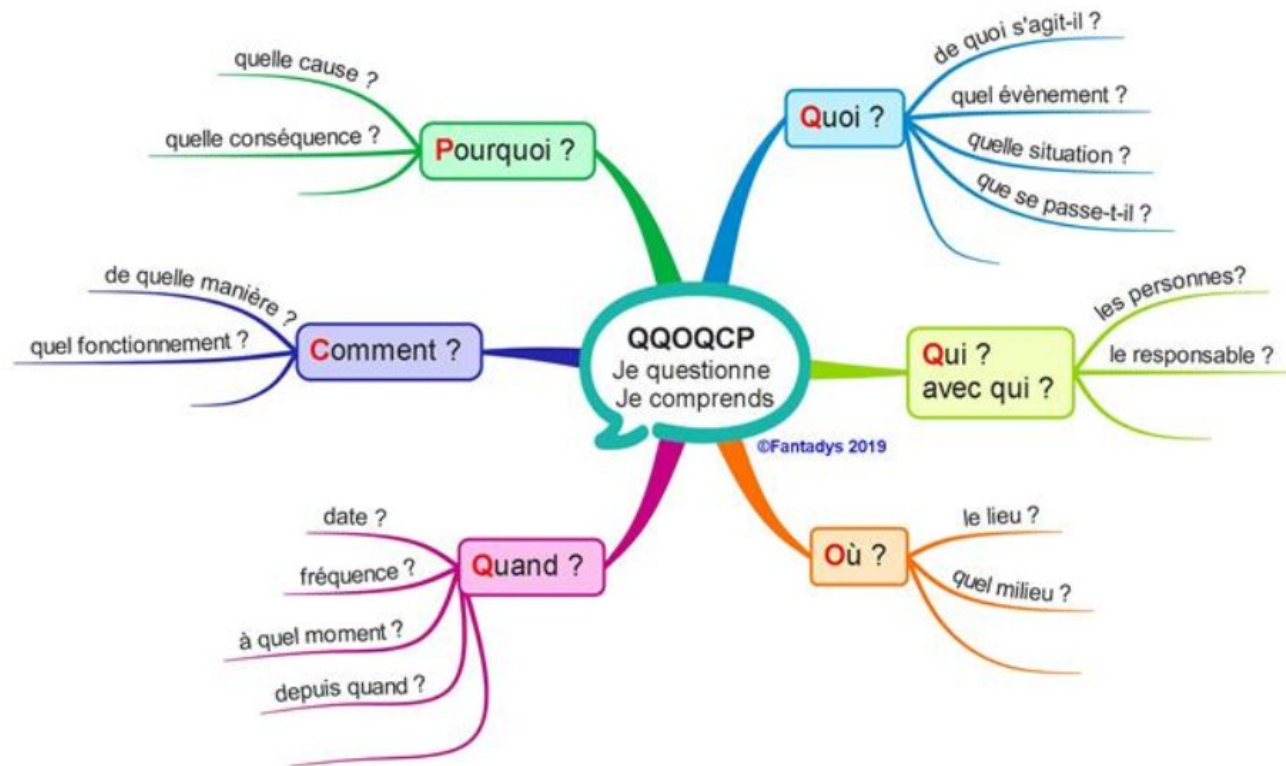 QQOQCP
Je questionne
Je comprends
©Fantadys 2019
Quoi ?
de quoi s'agit-il ?
quel évènement ?
quelle situation ?
que se passe-t-il ?
Qui ?
avec qui ?
les personnes?
le responsable ?
Où ?
le lieu ?
quel milieu ?
Quand ?
date ?
fréquence ?
à quel moment ?
depuis quand ?
Comment ?
de quelle manière ?
quel fonctionnement ?
Pourquoi ?
quelle cause ?
quelle conséquence ?